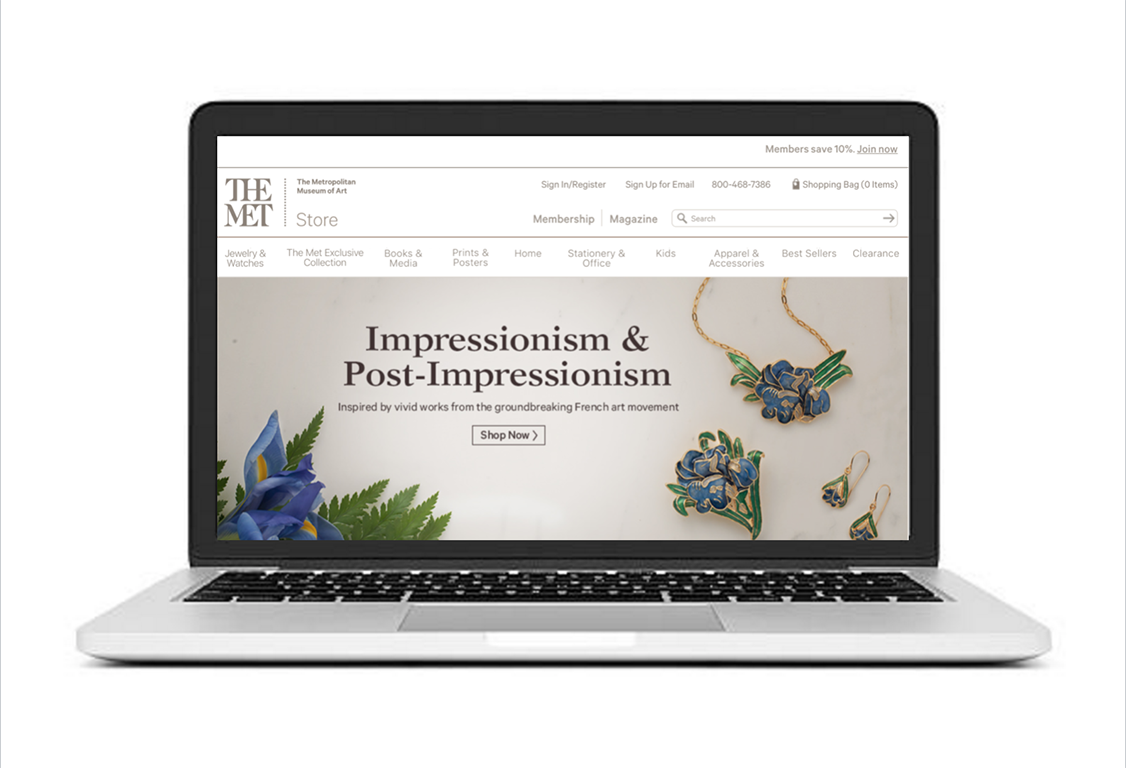 Members save 10%. Join now
THE
MET
The Metropolitan
Museum of Art
Store
Sign In/Register
Sign Up for Email
800-468-7386
Shopping Bag (0 Items)
Membership
Magazine
Search
Jewelry &
Watches
The Met Exclusive
Collection
Books &
Media
Prints &
Posters
Home
Stationery &
Office
Kids
Apparel &
Accessories
Best Sellers
Clearance
Impressionism &
Post-Impressionism
Inspired by vivid works from the groundbreaking French art movement
Shop Now